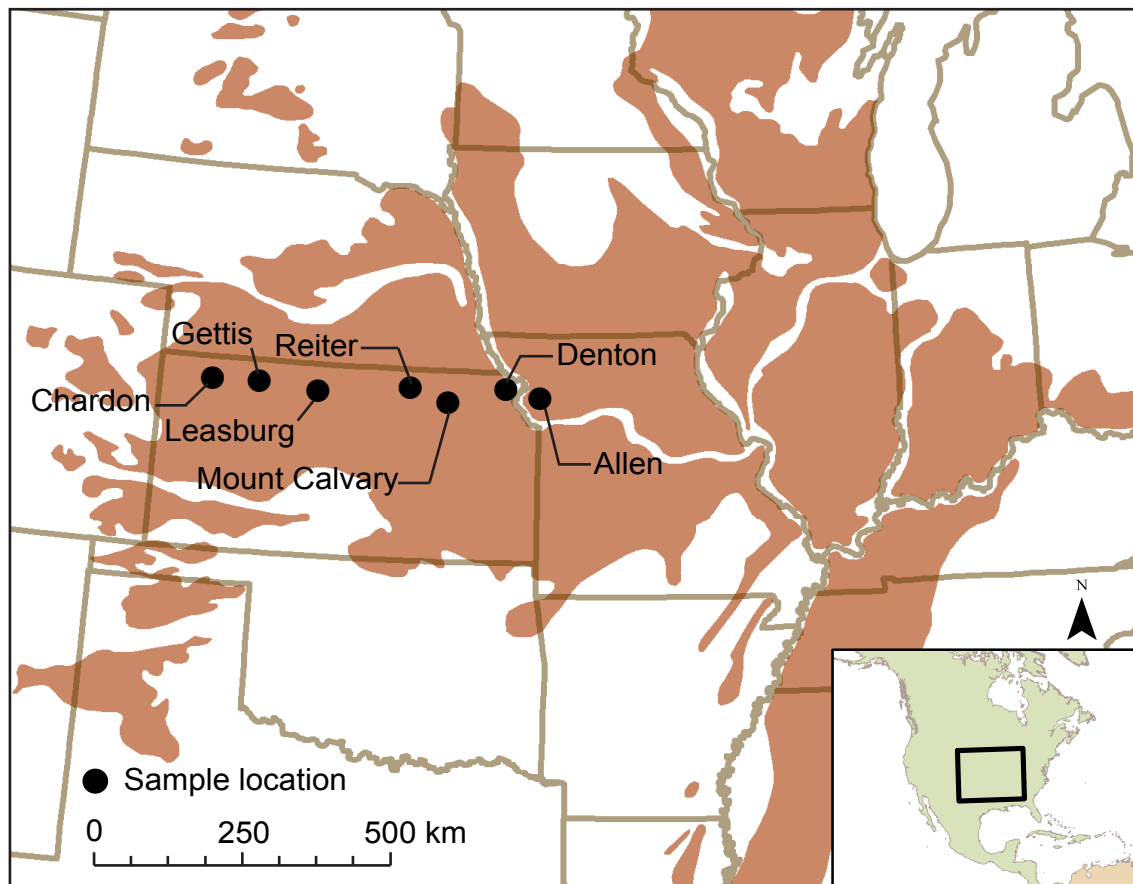 Gettis
Reiter
Denton
Chardon
Leasburg
Mount Calvary
Allen
N
Sample location
0 250 500 km